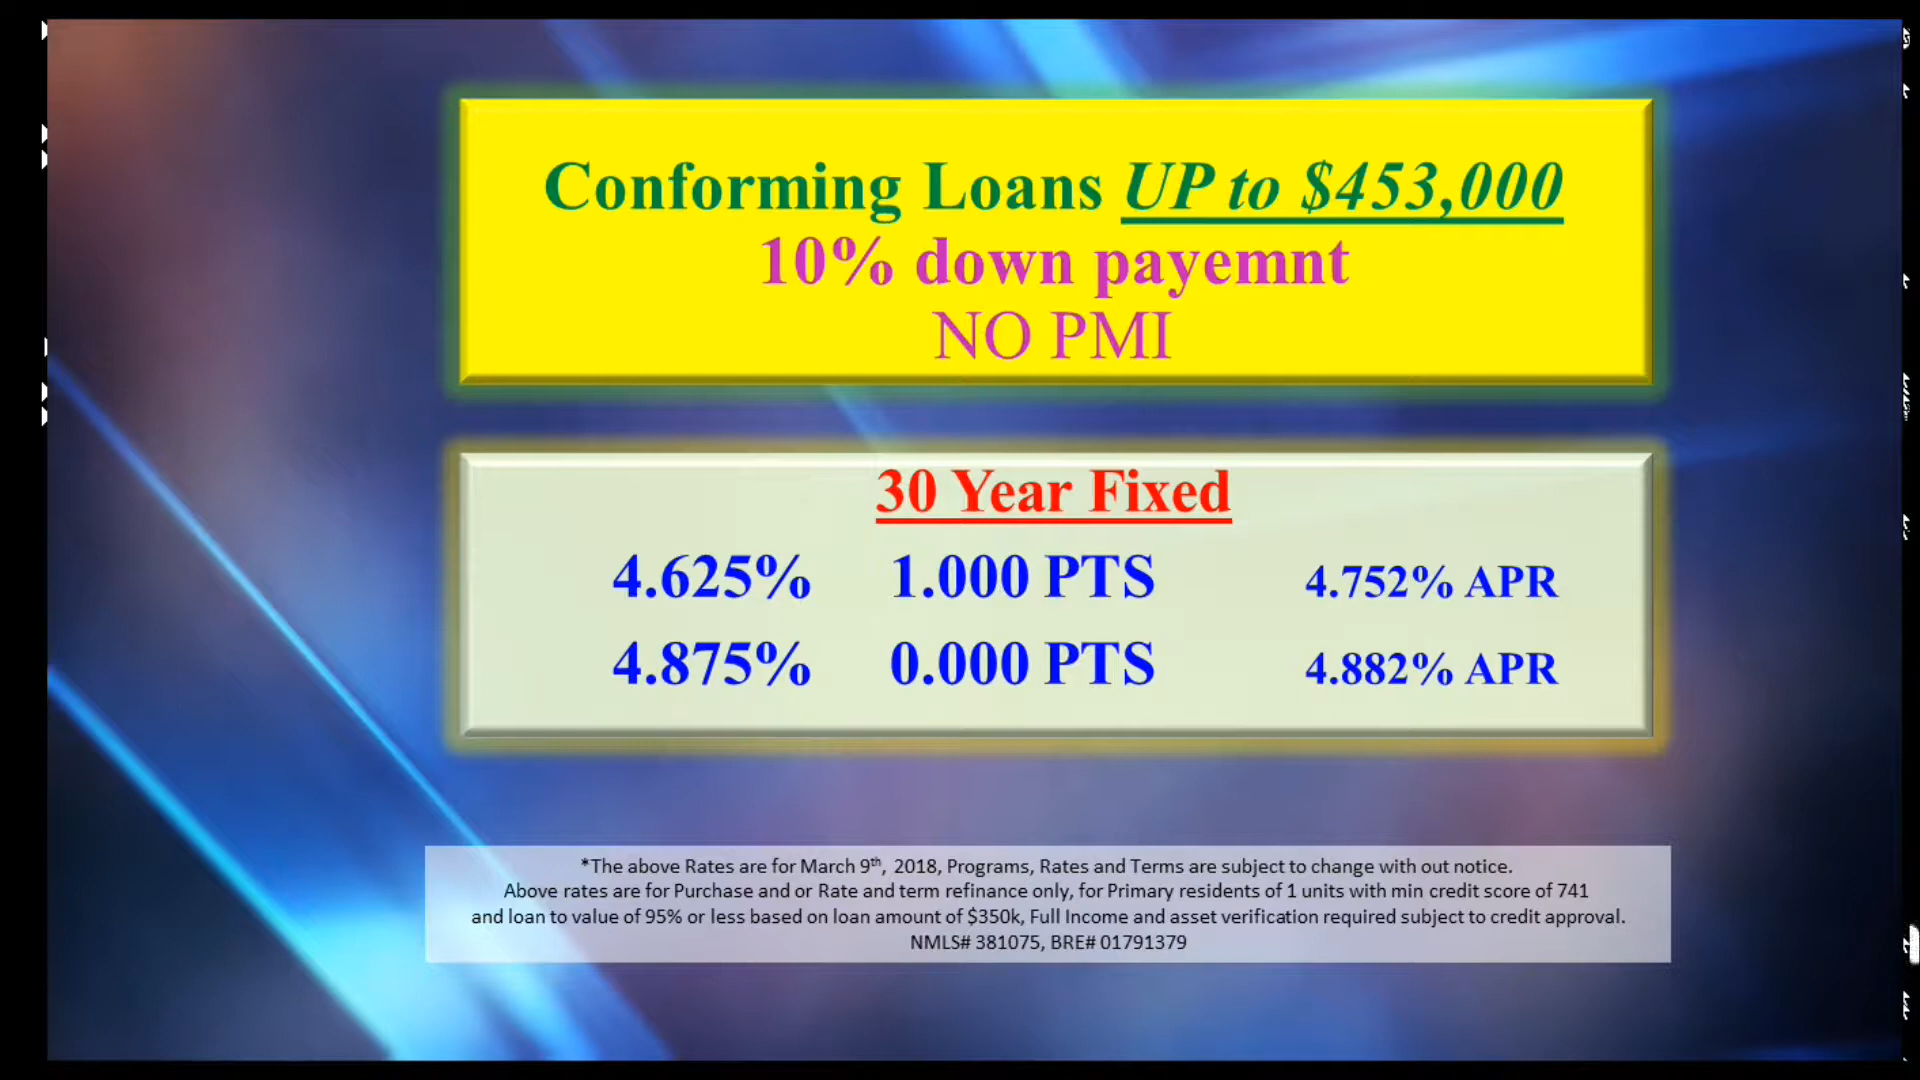 Conforming Loans UP to $453,000
10% down payemnt
NO PMI
30 Year Fixed
4.625% 1.000 PTS 4.752% APR
4.875% 0.000 PTS 4.882% APR
*The above Rates are for March 9th, 2018, Programs, Rates and Terms are subject to change with out notice.
Above rates are for Purchase and or Rate and term refinance only, for Primary residents of 1 units with min credit score of 741
and loan to value of 95% or less based on loan amount of $350k, Full Income and asset verification required subject to credit approval.
NMLS# 381075, BRE# 01791379